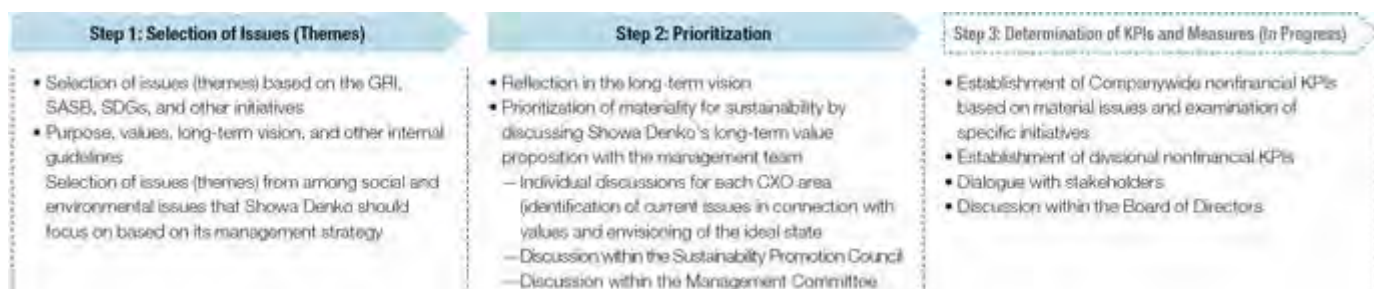 Step 1: Selection of Issues (Themes)
• Selection of issues (themes) based on the GRI,
SASB, SDGs, and other initiatives
• Purpose, values, long-term vision, and other internal
guidelines
Selection of issues (themes) from among social and
environmental issues that Showa Denko should
focus on based on its management strategy
Step 2: Prioritization
• Reflection in the long-term vision
• Prioritization of materiality for sustainability by
discussing Showa Denko's long-term value
proposition with the management team
— Individual discussions for each CXO area
(identification of current issues in connection with
values and envisioning of the ideal state
— Discussion within the Sustainability Promotion Council
— Discussion within the Management Committee
Step 3: Determination of KPIs and Measures (In Progress)
• Establishment of Companywide nonfinancial KPIs
based on material issues and examination of
specific initiatives
• Establishment of divisional nonfinancial KPIs
• Dialogue with stakeholders
• Discussion within the Board of Directors